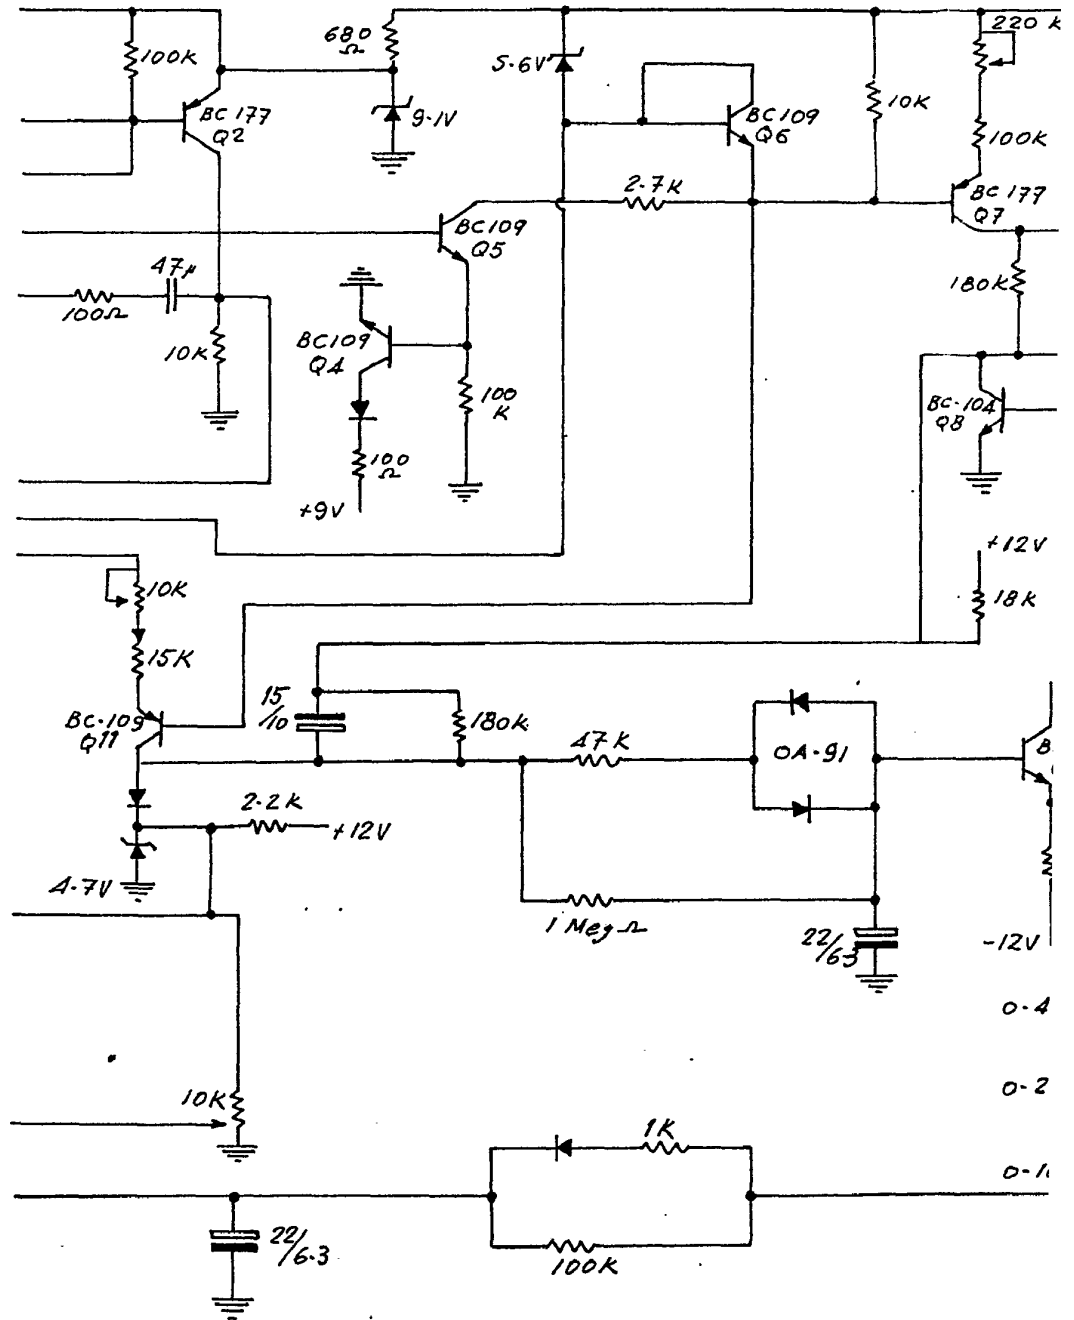 220 K
680
Ω
100K
5.6V
BC 177
Q2
9.1V
BC109
Q6
10K
100K
2.7K
BC 177
Q7
BC109
Q5
47μ
100Ω
180K
BC109
Q4
10K
100
K
BC-104
Q8
100
Ω
+9V
+12V
10K
18K
15K
15
/10
BC-109
Q11
180K
47K
OA-91
B
2.2K
+12V
4.7V
1 Meg Ω
22
/6.3
-12V
0-4
0-2
10K
1K
22
/6.3
100K